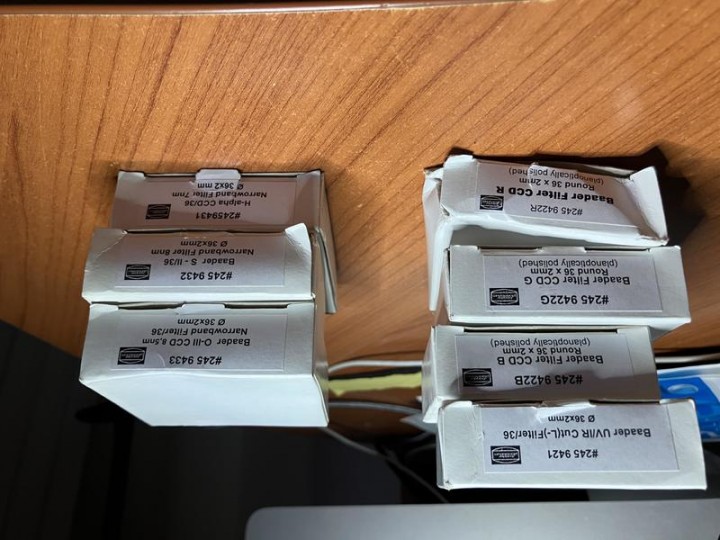 #245 9421
Baader UV/IR Cut(L-)Filter/36
Ø 36x2mm
#245 9422B
Baader Filter CCD B
Round 36 x 2mm
(planoptically polished)
#245 9422G
Baader Filter CCD G
Round 36 x 2mm
(planoptically polished)
#245 9422R
Baader Filter CCD R
Round 36 x 2mm
(planoptically polished)
#245 9433
Baader O-III CCD 8,5nm
Narrowband Filter/36
Ø 36x2mm
#245 9432
Baader S - II/36
Narrowband Filter 8nm
Ø 36x2mm
#2459431
H-alpha CCD/36
Narrowband Filter 7nm
Ø 36x2 mm